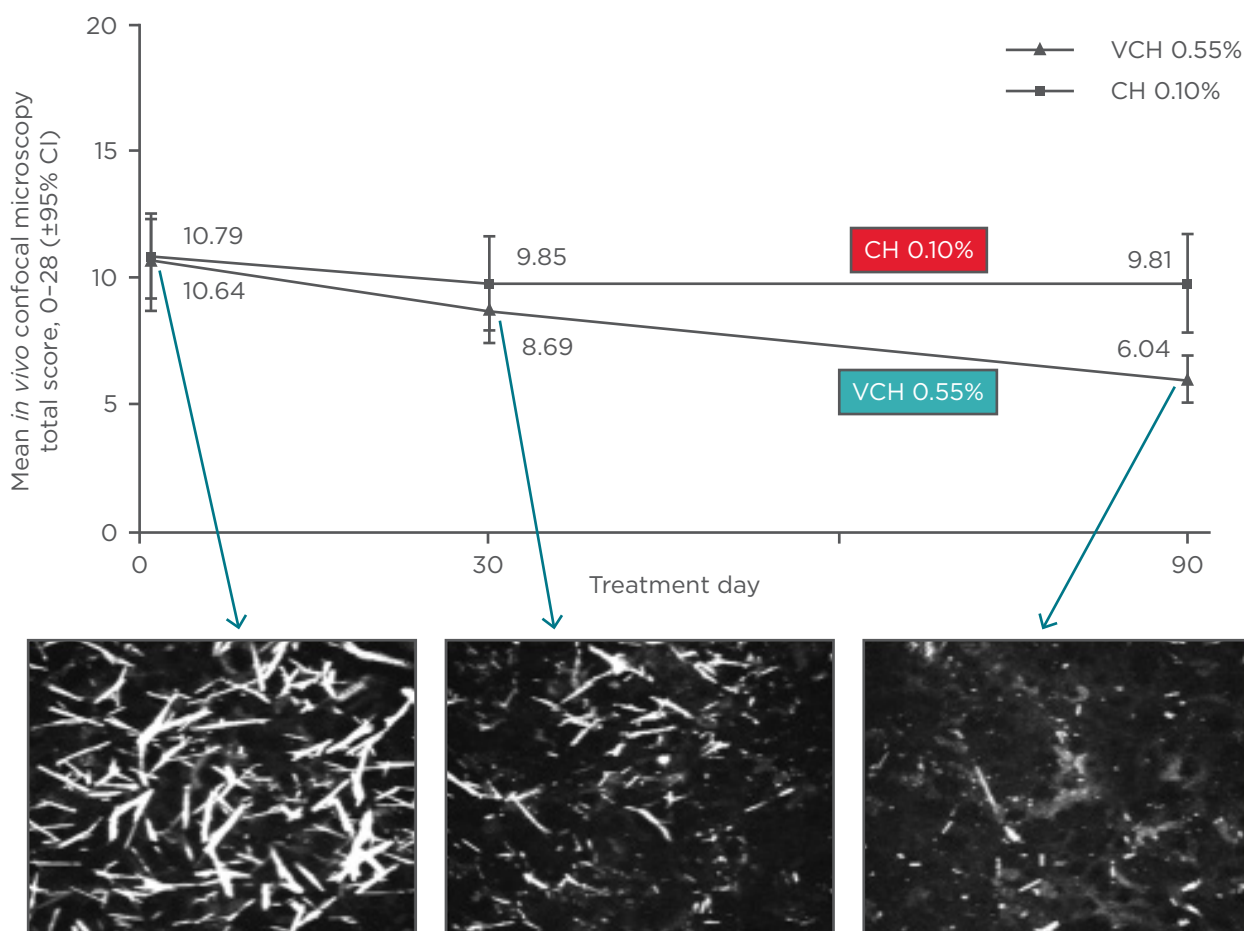 20
VCH 0.55%
CH 0.10%
15
Mean in vivo confocal microscopy
total score, 0–28 (±95% CI)
10.79
9.85
CH 0.10%
9.81
10
10.64
8.69
6.04
VCH 0.55%
5
0
0
30
90
Treatment day